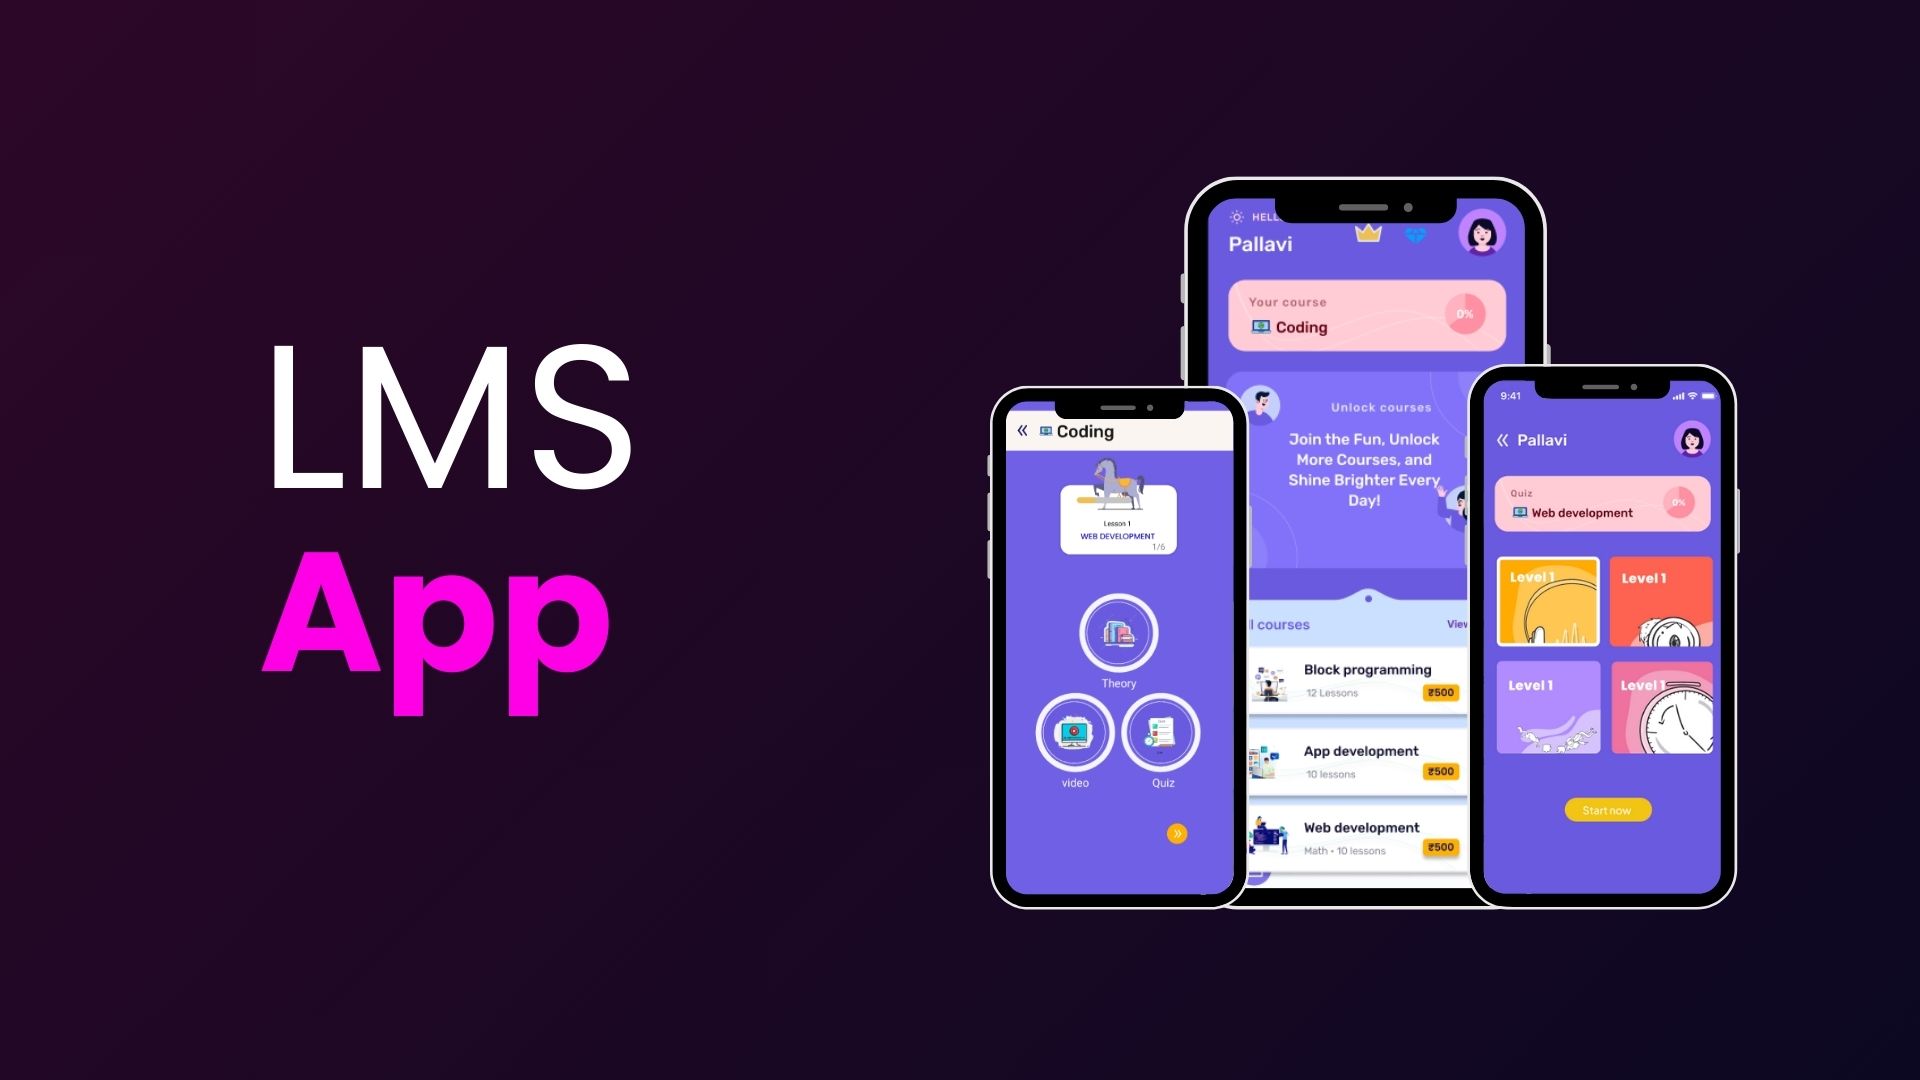 LMS
App
Coding
Lesson 1
WEB DEVELOPMENT
1/6
Theory
video
Quiz
Pallavi
Your course
Coding
0%
Unlock courses
Join the Fun, Unlock
More Courses, and
Shine Brighter Every
Day!
courses
Block programming
12 Lessons
₹500
App development
10 lessons
₹500
Web development
Math • 10 lessons
₹500
9:41
Pallavi
Quiz
Web development
0%
Level 1
Level 1
Level 1
Level 1
Start now